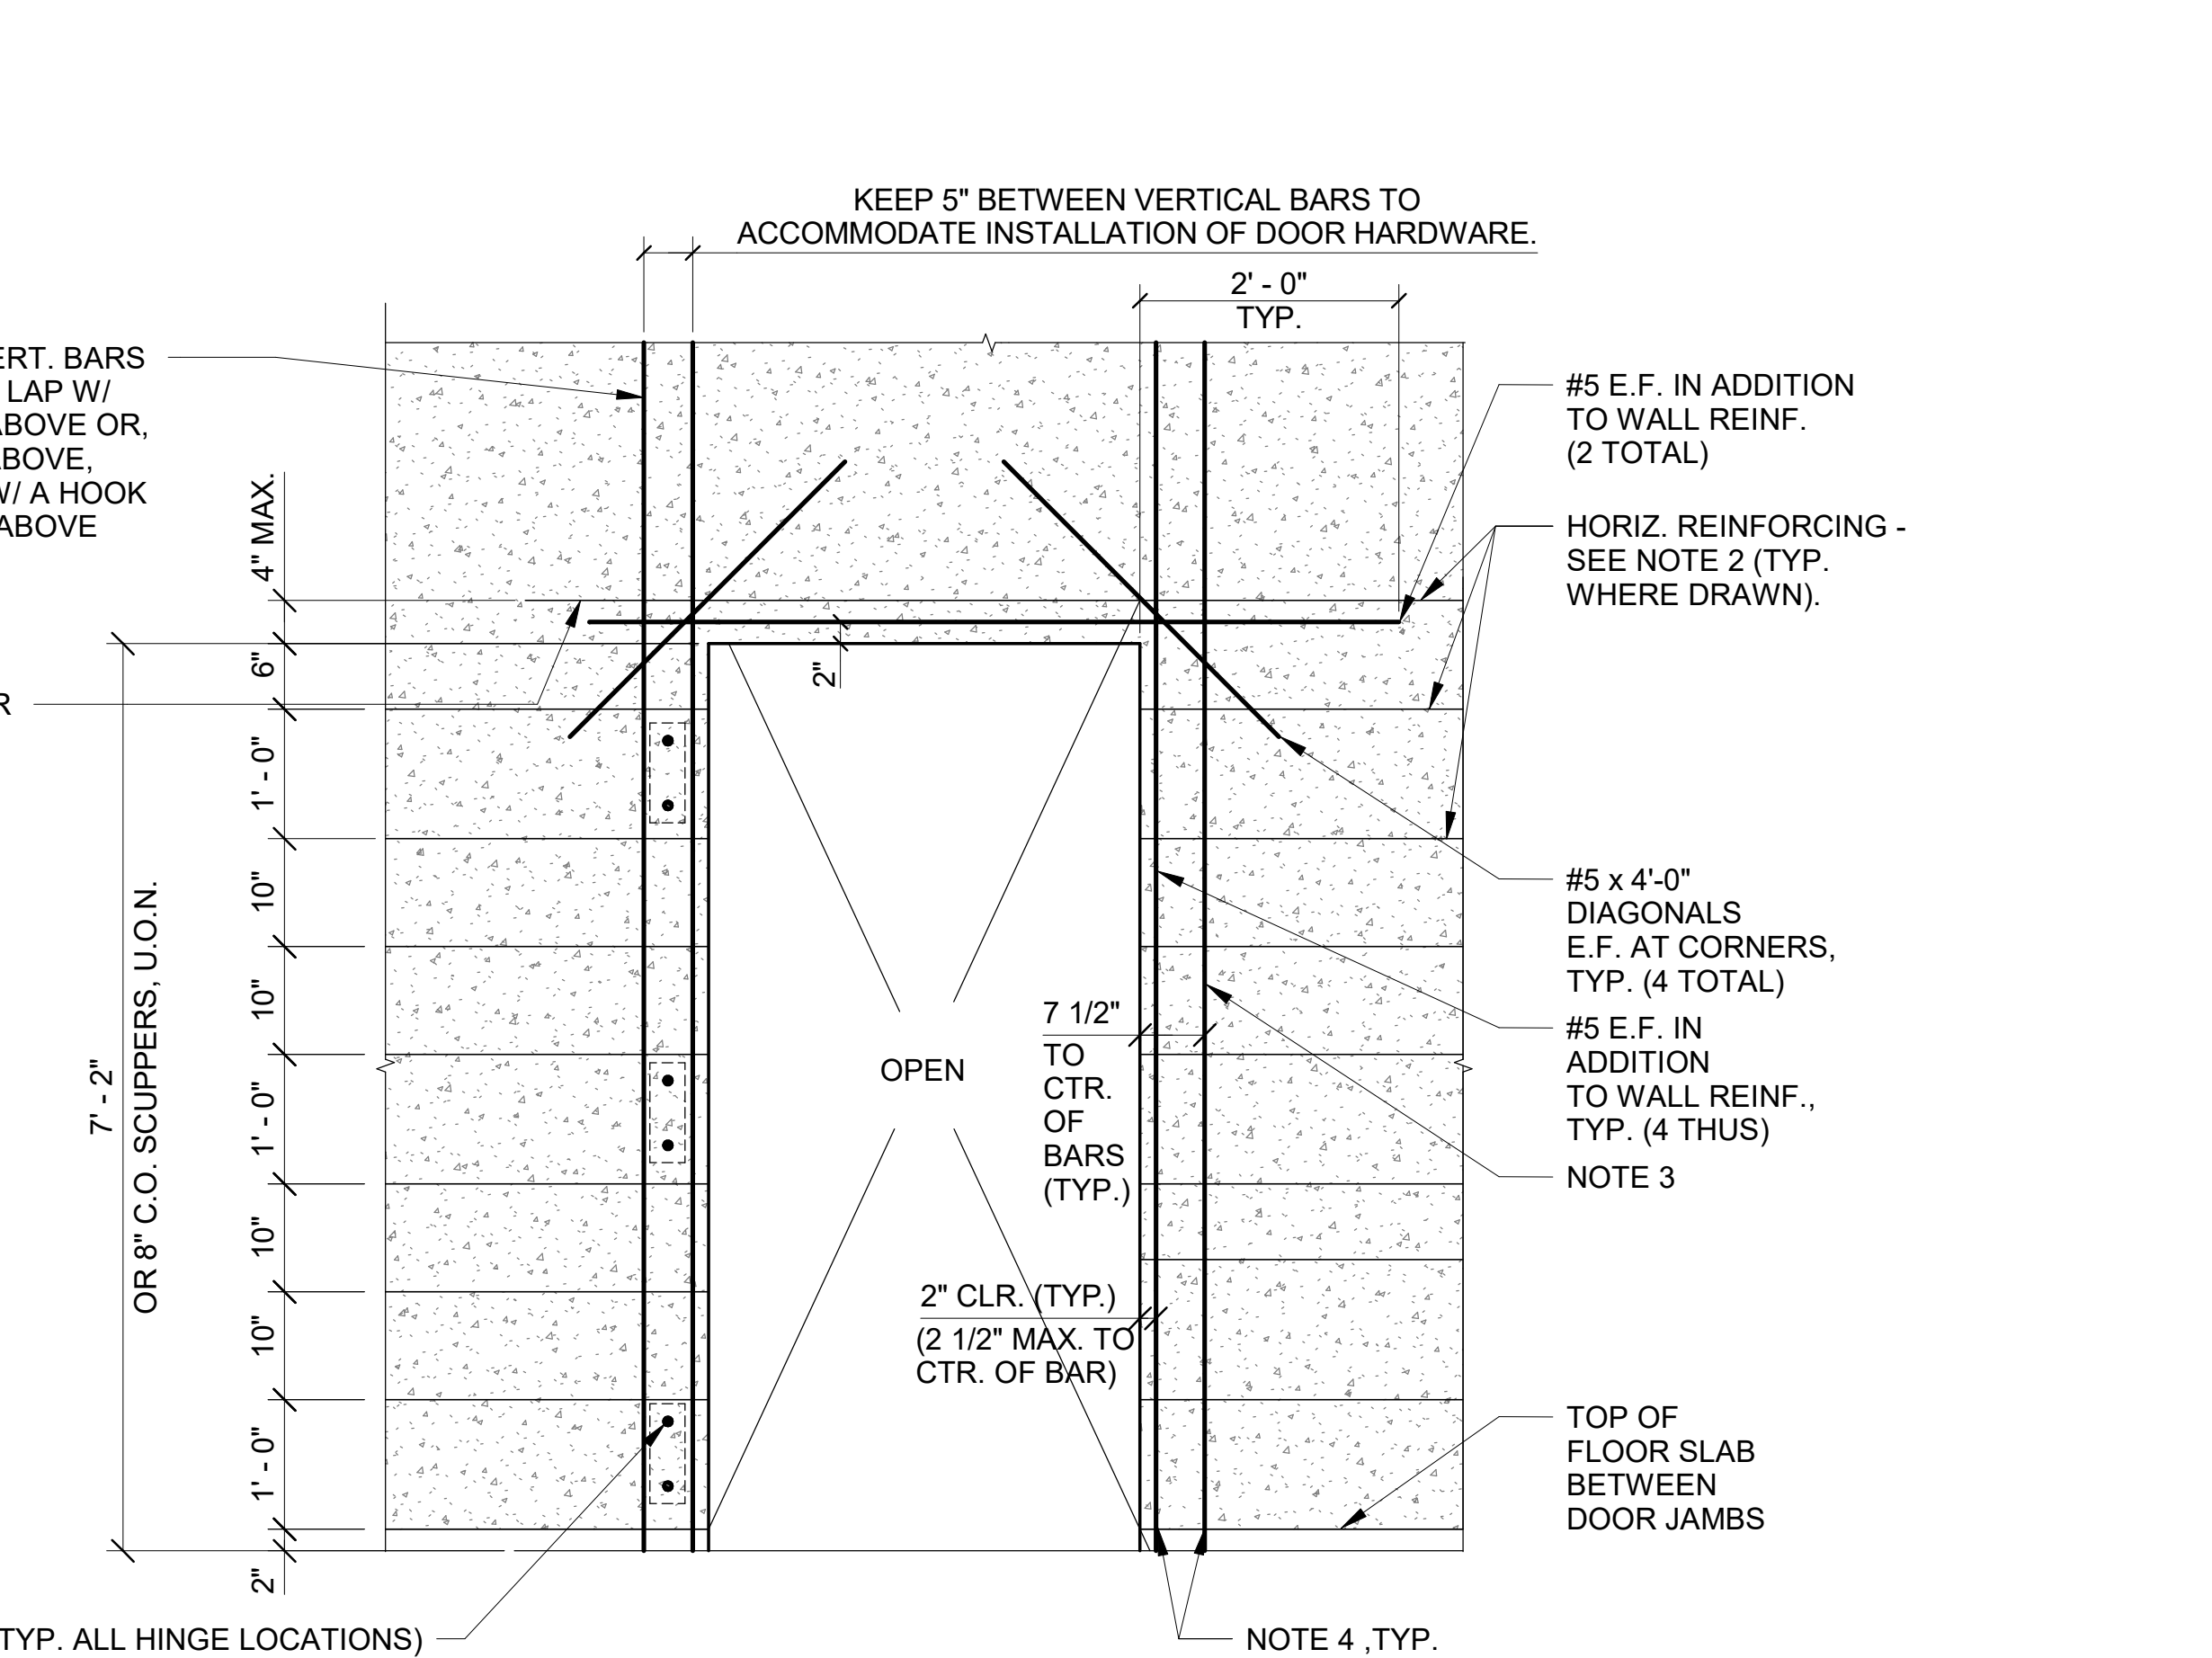 KEEP 5" BETWEEN VERTICAL BARS TO
ACCOMMODATE INSTALLATION OF DOOR HARDWARE.
2' - 0"
TYP.
ERT. BARS
LAP W/
ABOVE OR,
ABOVE,
W/ A HOOK
ABOVE
R
4" MAX.
6"
1' - 0"
10"
10"
1' - 0"
10"
10"
1' - 0"
2"
7' - 2"
OR 8" C.O. SCUPPERS, U.O.N.
2"
OPEN
7 1/2"
TO
CTR.
OF
BARS
(TYP.)
2" CLR. (TYP.)
(2 1/2" MAX. TO
CTR. OF BAR)
#5 E.F. IN ADDITION
TO WALL REINF.
(2 TOTAL)
HORIZ. REINFORCING -
SEE NOTE 2 (TYP.
WHERE DRAWN).
#5 x 4'-0"
DIAGONALS
E.F. AT CORNERS,
TYP. (4 TOTAL)
#5 E.F. IN
ADDITION
TO WALL REINF.,
TYP. (4 THUS)
NOTE 3
TOP OF
FLOOR SLAB
BETWEEN
DOOR JAMBS
TYP. ALL HINGE LOCATIONS)
NOTE 4 ,TYP.